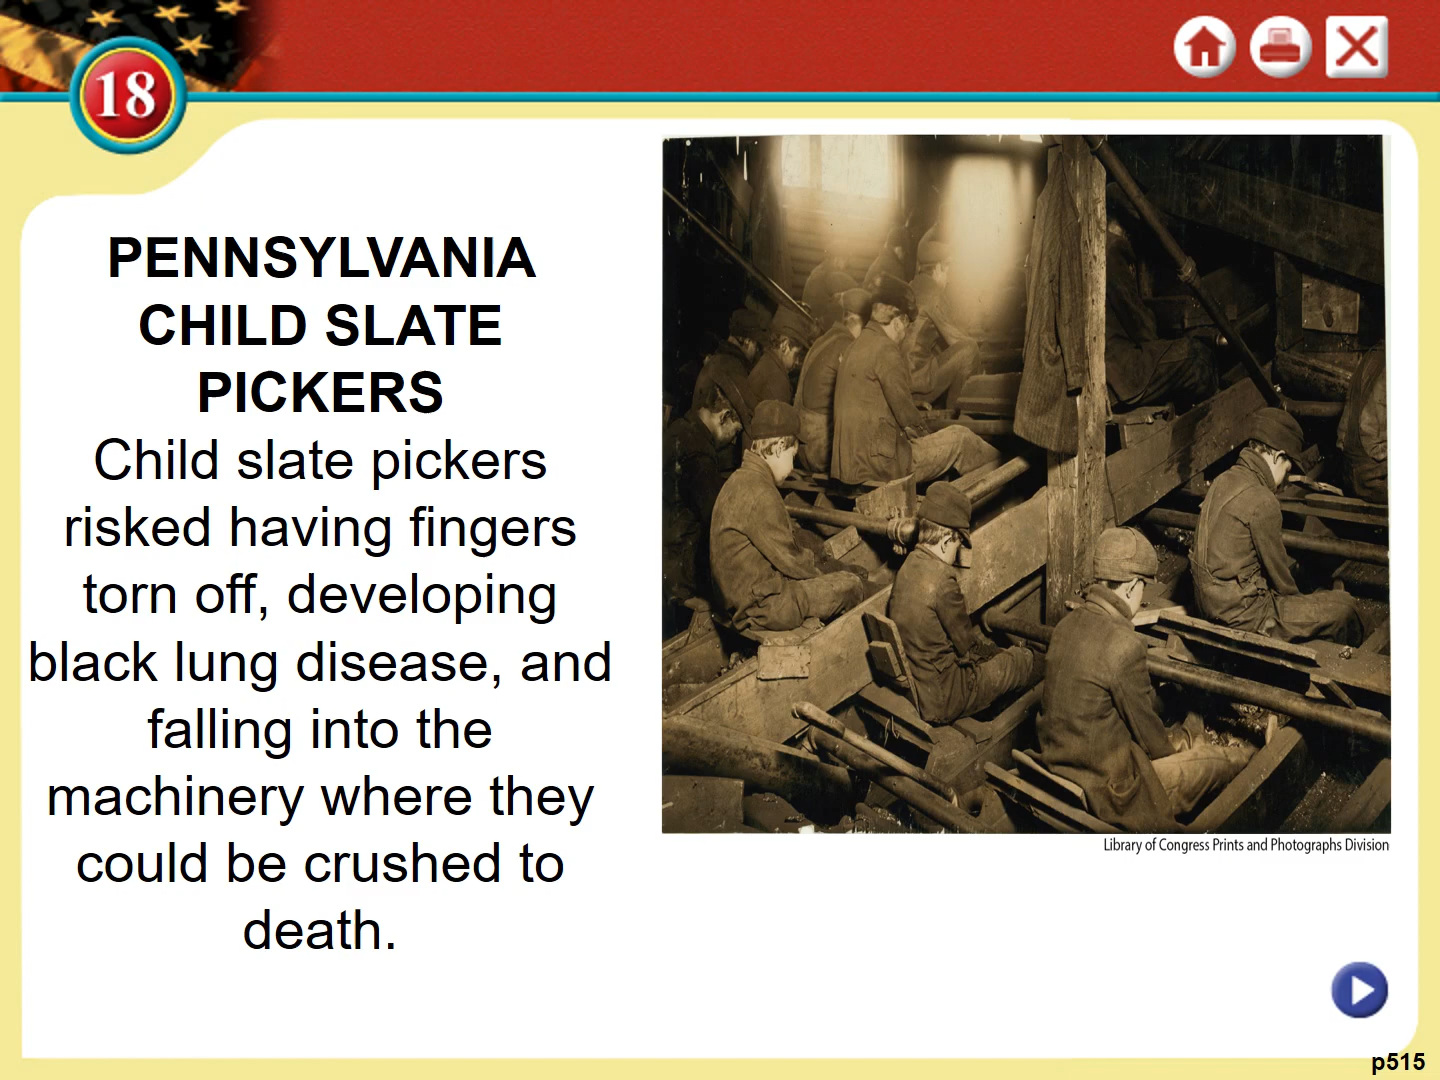 18
PENNSYLVANIA
CHILD SLATE
PICKERS
Child slate pickers
risked having fingers
torn off, developing
black lung disease, and
falling into the
machinery where they
could be crushed to
death.
Library of Congress Prints and Photographs Division
p515